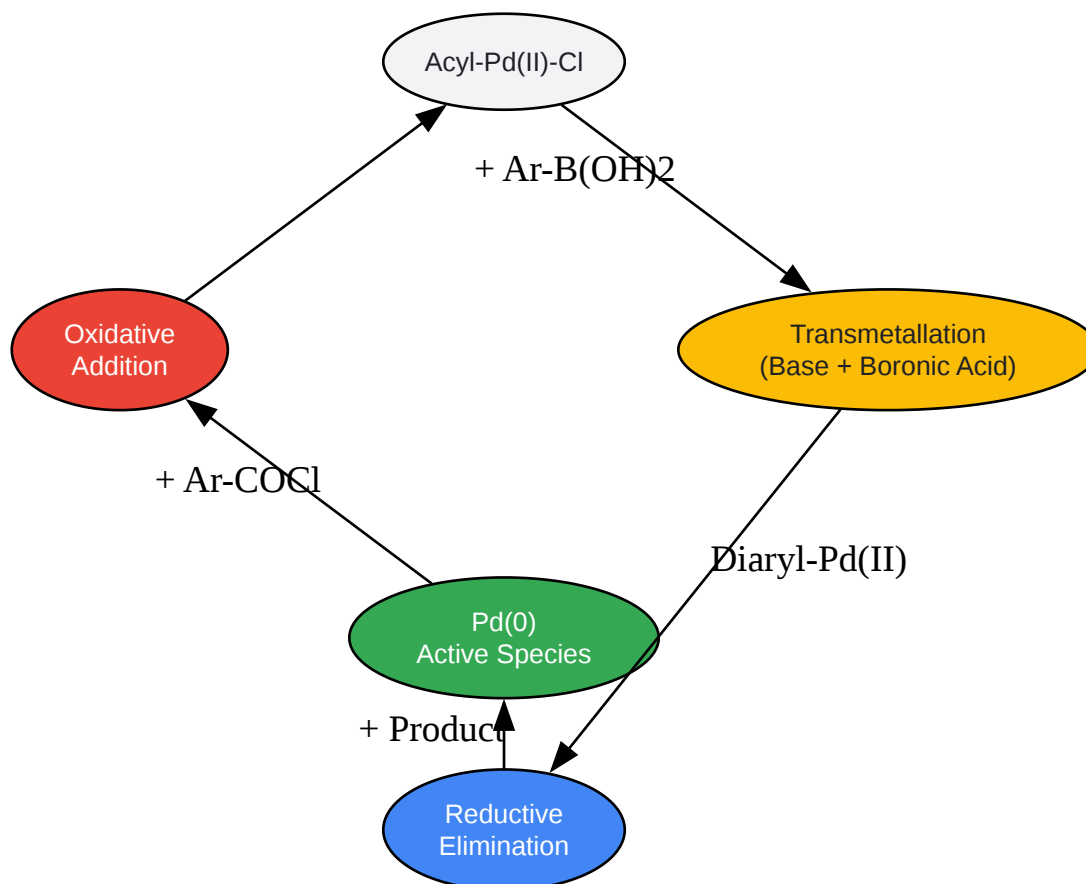 Acyl-Pd(II)-Cl
+ Ar-B(OH)2
Oxidative
Addition
Transmetallation
(Base + Boronic Acid)
+ Ar-COCl
Diaryl-Pd(II)
Pd(0)
Active Species
+ Product
Reductive
Elimination